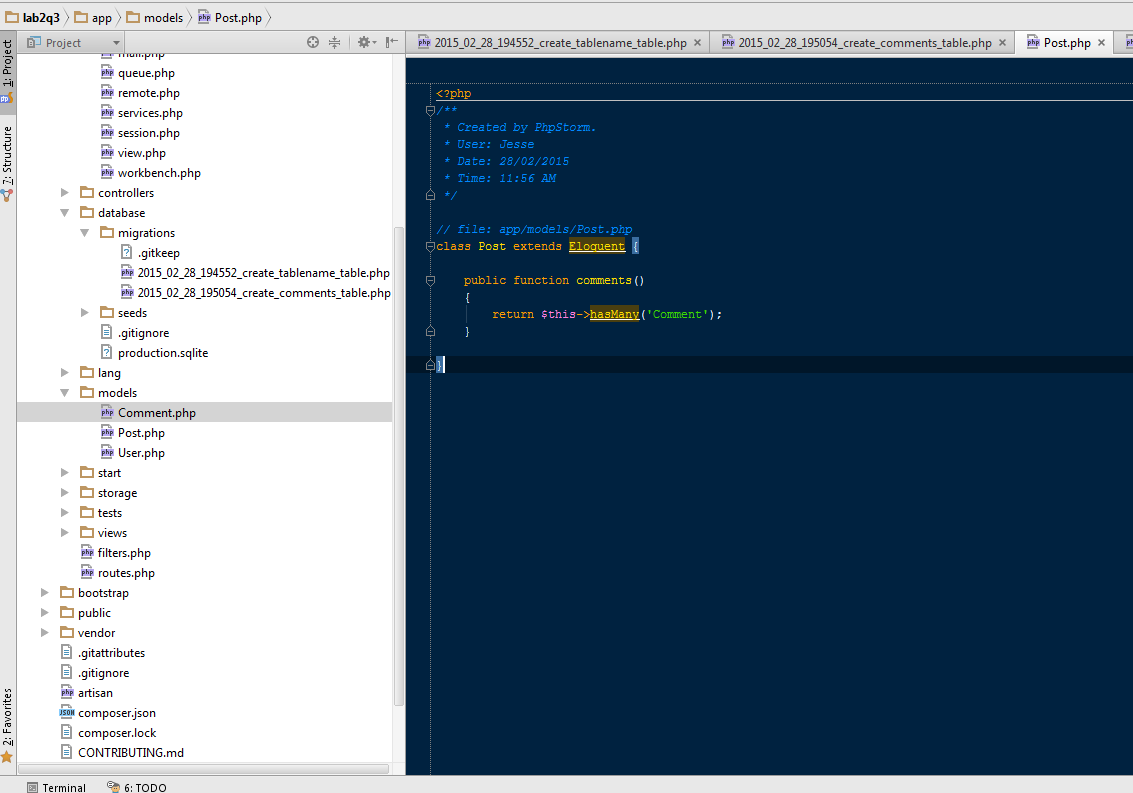 lab2q3 app models Post.php
1: Project
Project
2015_02_28_194552_create_tablename_table.php
2015_02_28_195054_create_comments_table.php
Post.php
queue.php
remote.php
services.php
session.php
view.php
workbench.php
controllers
database
migrations
.gitkeep
2015_02_28_194552_create_tablename_table.php
2015_02_28_195054_create_comments_table.php
seeds
.gitignore
production.sqlite
lang
models
Comment.php
Post.php
User.php
start
storage
tests
views
filters.php
routes.php
bootstrap
public
vendor
.gitattributes
.gitignore
artisan
composer.json
composer.lock
CONTRIBUTING.md
7: Structure
2: Favorites
<?php
/**
* Created by PhpStorm.
* User: Jesse
* Date: 28/02/2015
* Time: 11:56 AM
*/
// file: app/models/Post.php
class Post extends Eloquent {
public function comments()
{
return $this->hasMany('Comment');
}
}
Terminal
6: TODO